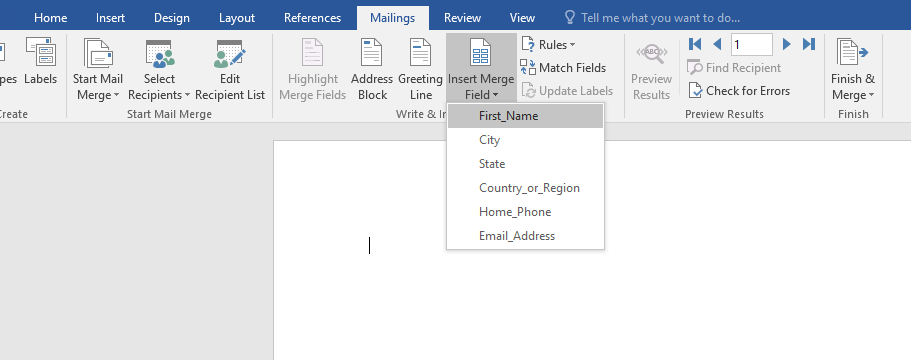 Home Insert Design Layout References Mailings Review View Tell me what you want to do...
Labels
Start Mail Merge
Select Recipients
Edit Recipient List
Start Mail Merge
Highlight Merge Fields
Address Block
Greeting Line
Insert Merge Field
Rules
Match Fields
Update Labels
Write & In
Preview Results
1
Find Recipient
Check for Errors
Preview Results
Finish & Merge
Finish
First_Name
City
State
Country_or_Region
Home_Phone
Email_Address